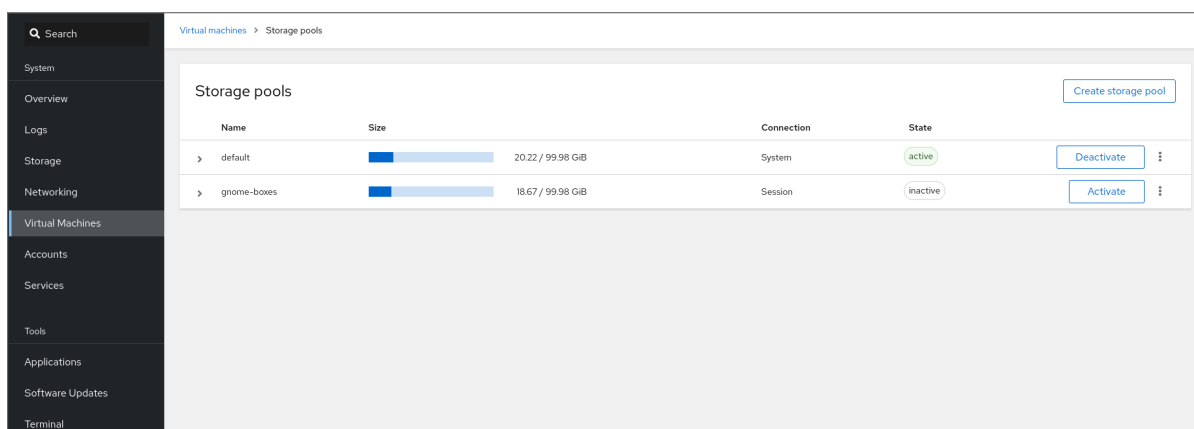 Search
System
Overview
Logs
Storage
Networking
Virtual Machines
Accounts
Services
Tools
Applications
Software Updates
Terminal
Virtual machines > Storage pools
Storage pools
Create storage pool
Name Size Connection State
default 20.22 / 99.98 GiB System active Deactivate
gnome-boxes 18.67 / 99.98 GiB Session inactive Activate